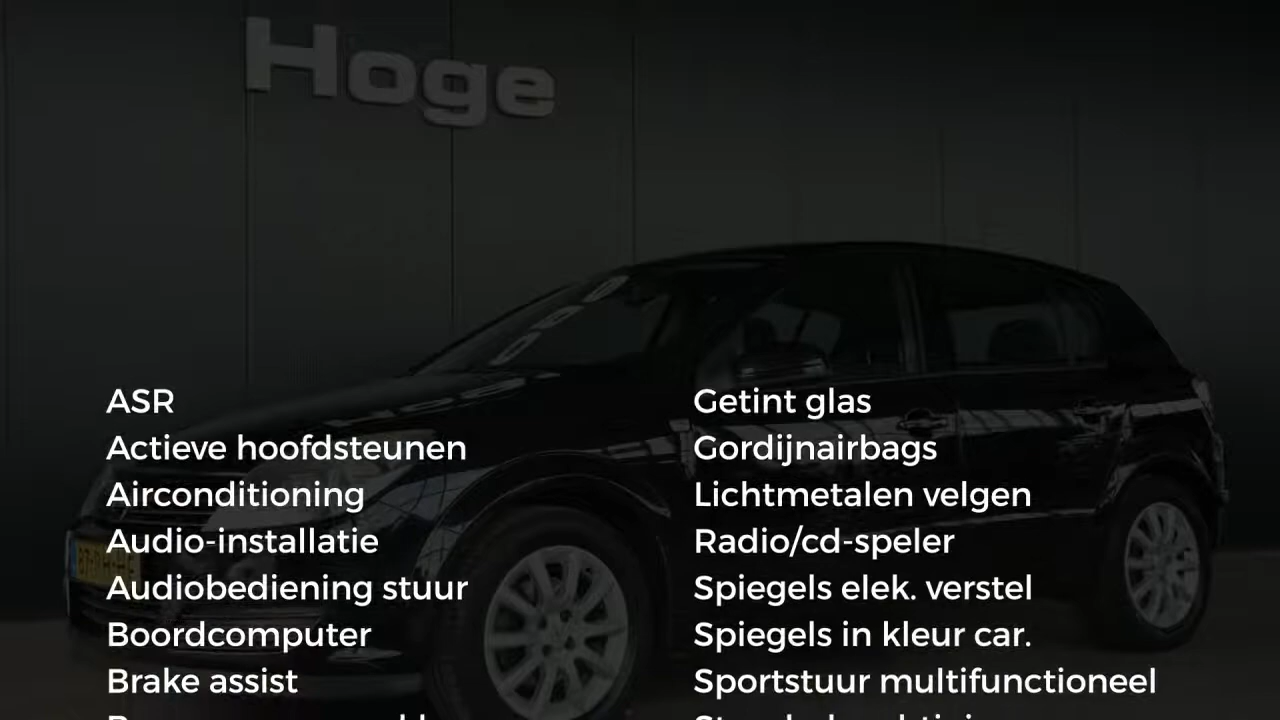 Hoge
ASR
Actieve hoofdsteunen
Airconditioning
Audio-installatie
Audiobediening stuur
Boordcomputer
Brake assist
Getint glas
Gordijnairbags
Lichtmetalen velgen
Radio/cd-speler
Spiegels elek. verstel
Spiegels in kleur car.
Sportstuur multifunctioneel